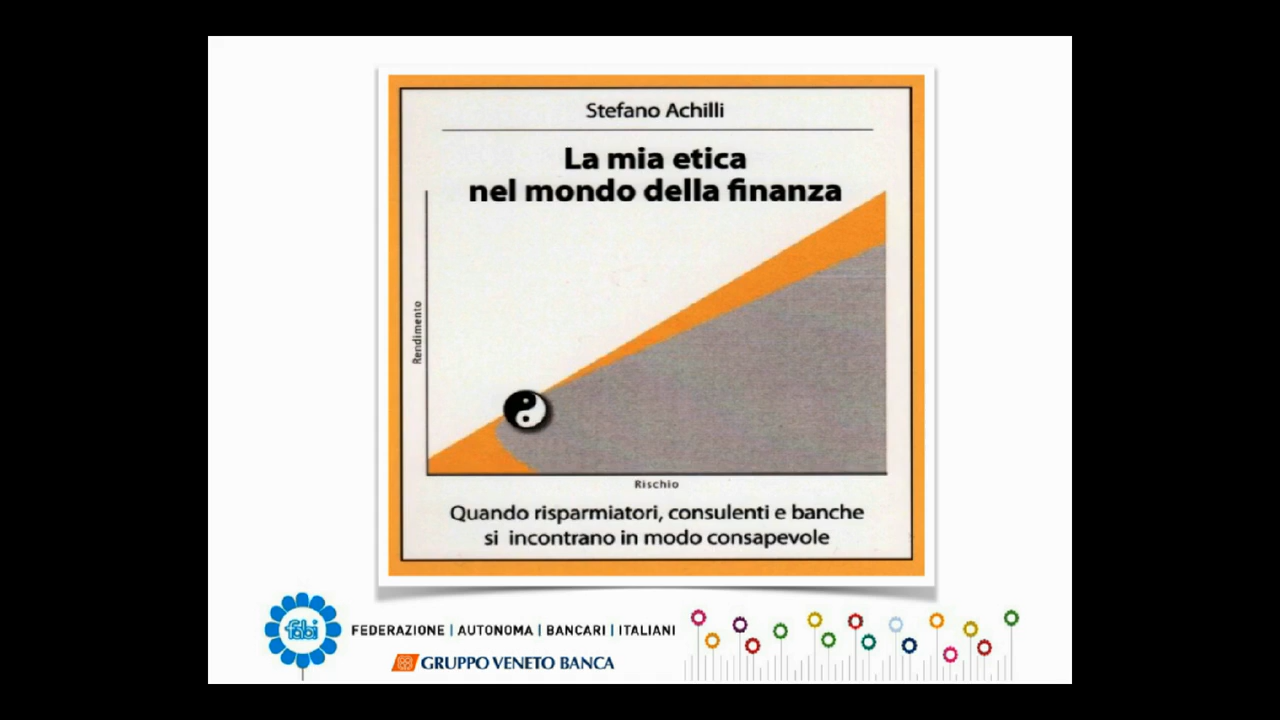 Stefano Achilli
La mia etica
nel mondo della finanza
Rendimento
Rischio
Quando risparmiatori, consulenti e banche
si incontrano in modo consapevole
fabi
FEDERAZIONE | AUTONOMA | BANCARI | ITALIANI
GRUPPO VENETO BANCA